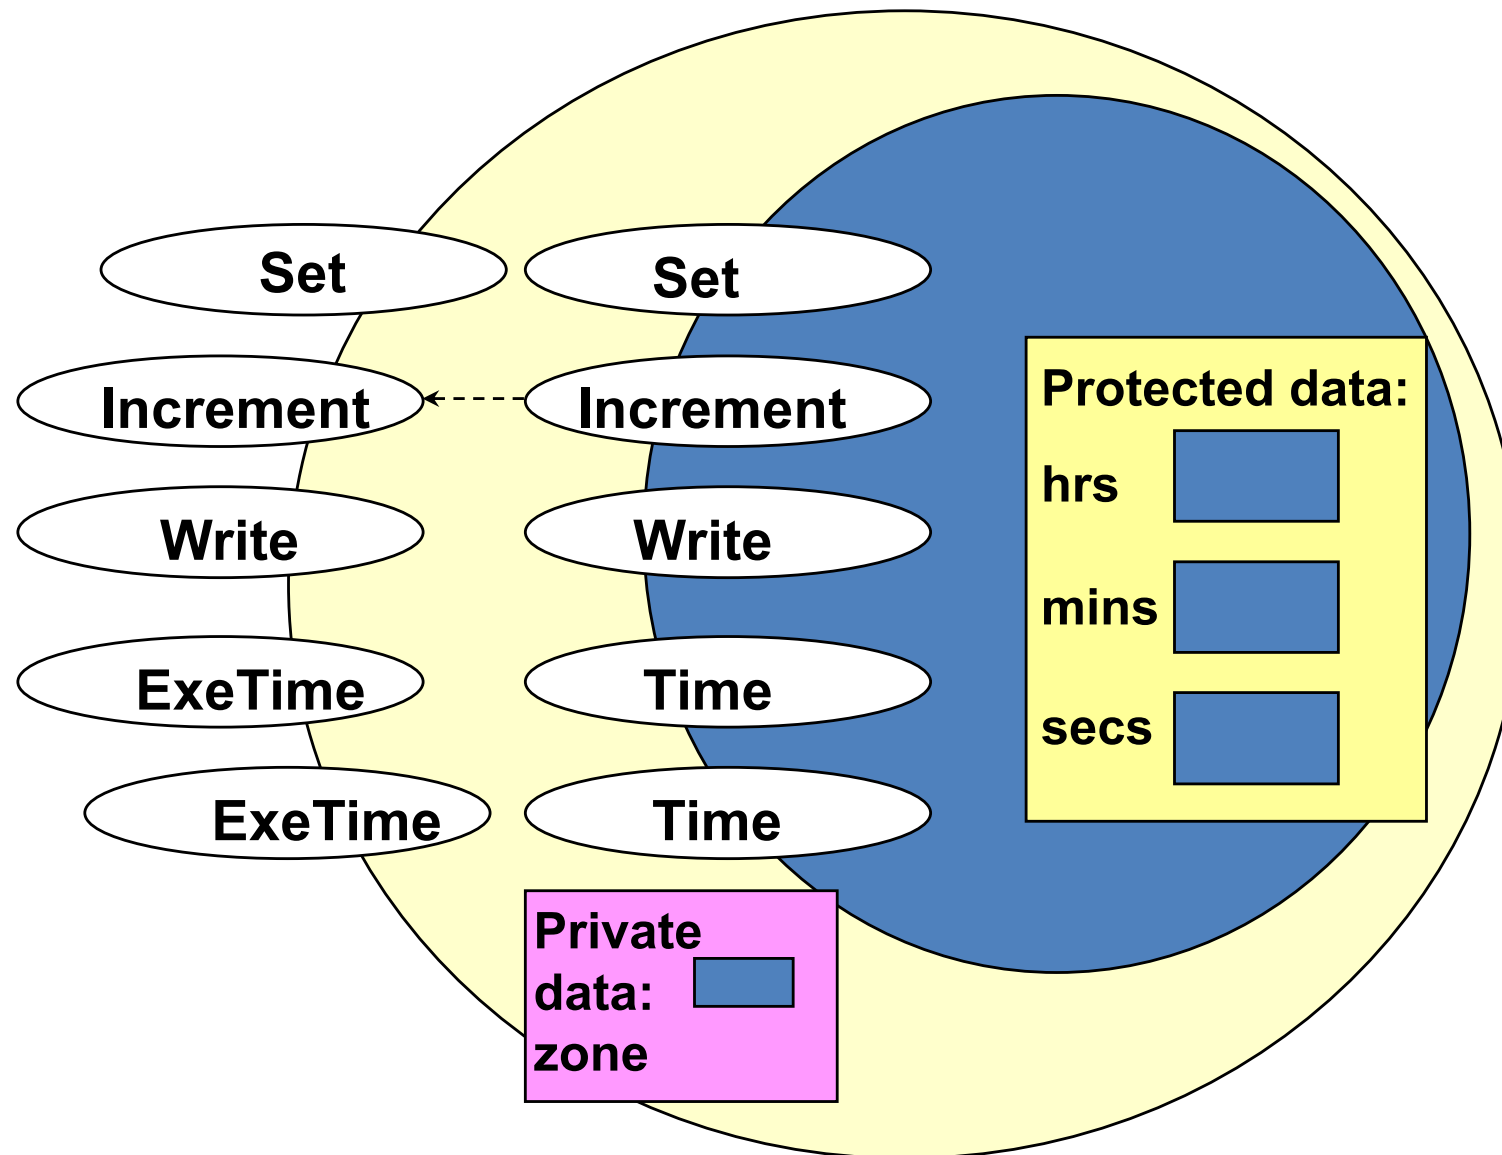 Set
Set
Increment
Increment
Write
Write
ExeTime
Time
ExeTime
Time
Protected data:
hrs
mins
secs
Private
data:
zone